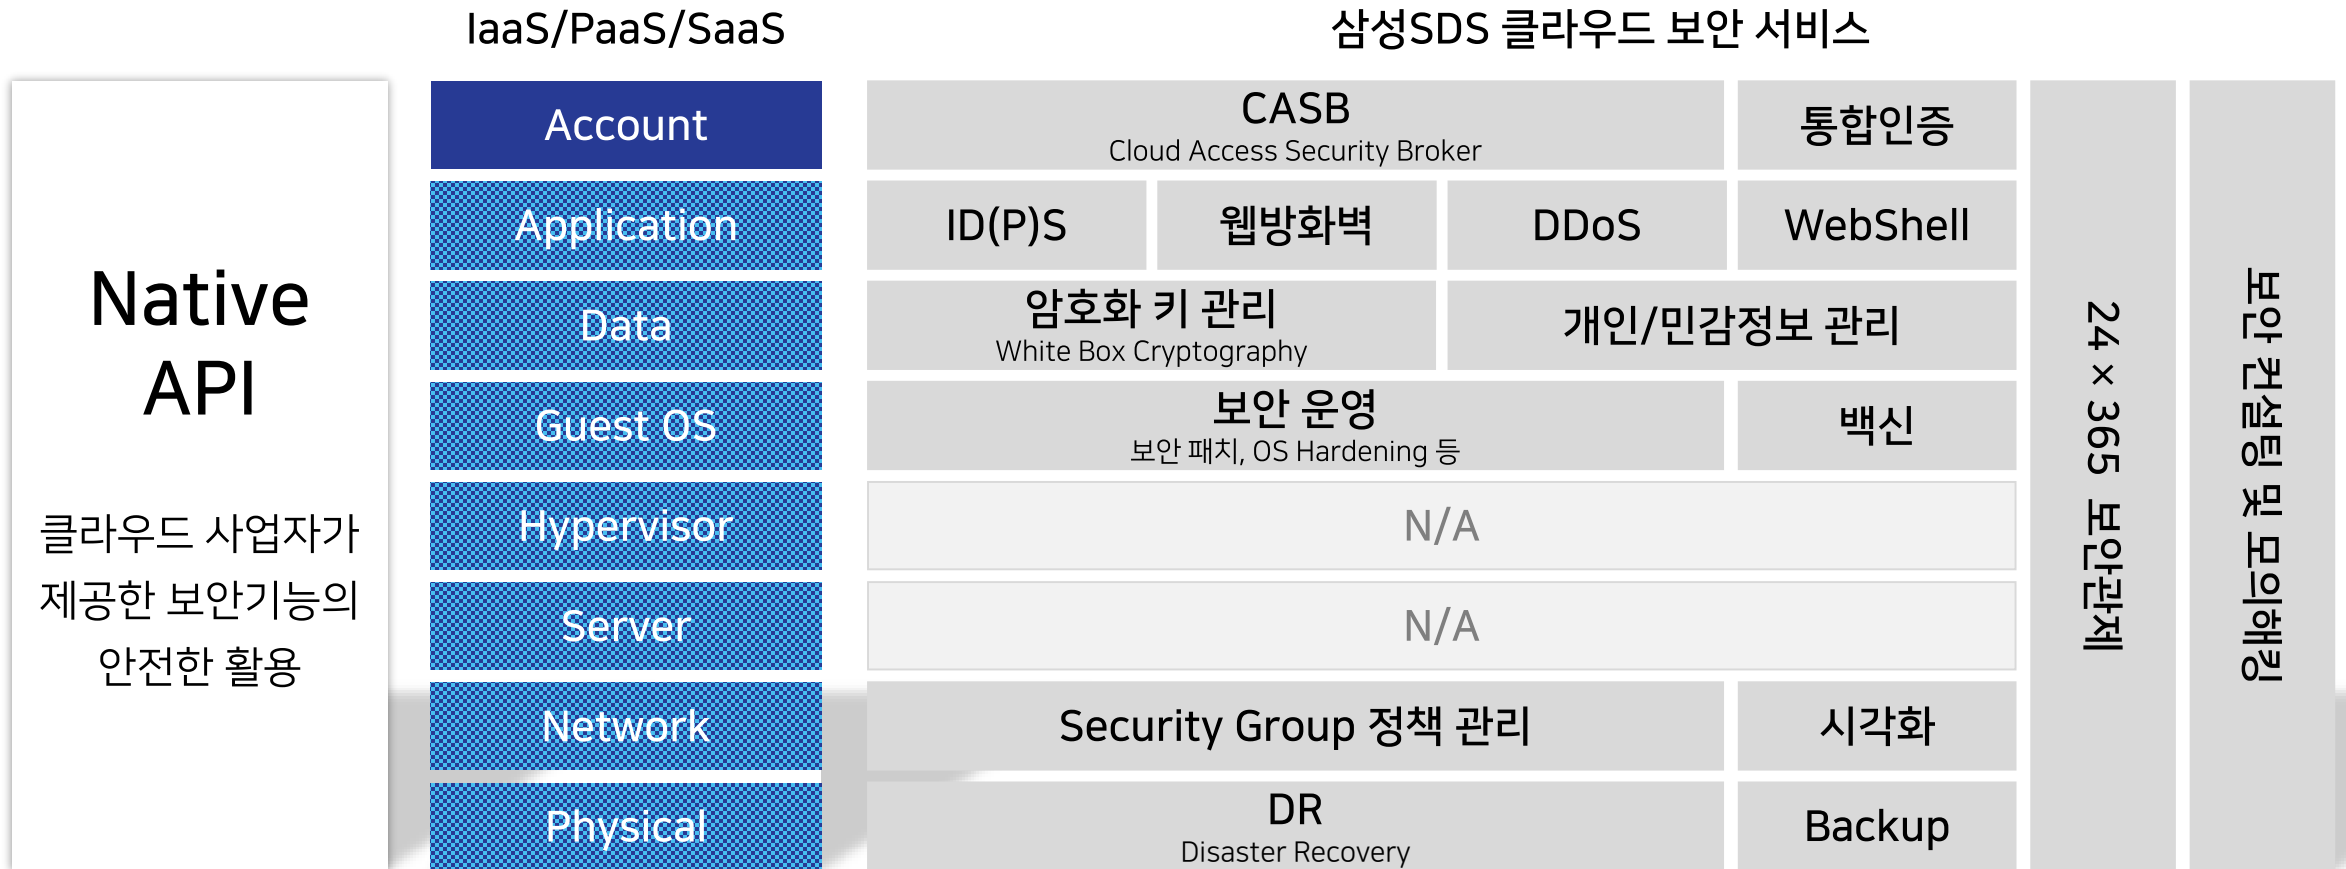 IaaS/PaaS/SaaS
삼성SDS 클라우드 보안 서비스
Native
API
클라우드 사업자가
제공한 보안기능의
안전한 활용
Account
CASB
Cloud Access Security Broker
통합인증
Application
ID(P)S
웹방화벽
DDoS
WebShell
Data
암호화 키 관리
White Box Cryptography
개인/민감정보 관리
Guest OS
보안 운영
보안 패치, OS Hardening 등
백신
Hypervisor
N/A
Server
N/A
Network
Security Group 정책 관리
시각화
Physical
DR
Disaster Recovery
Backup
24×365 보안관제
보안 컨설팅 및 모의해킹